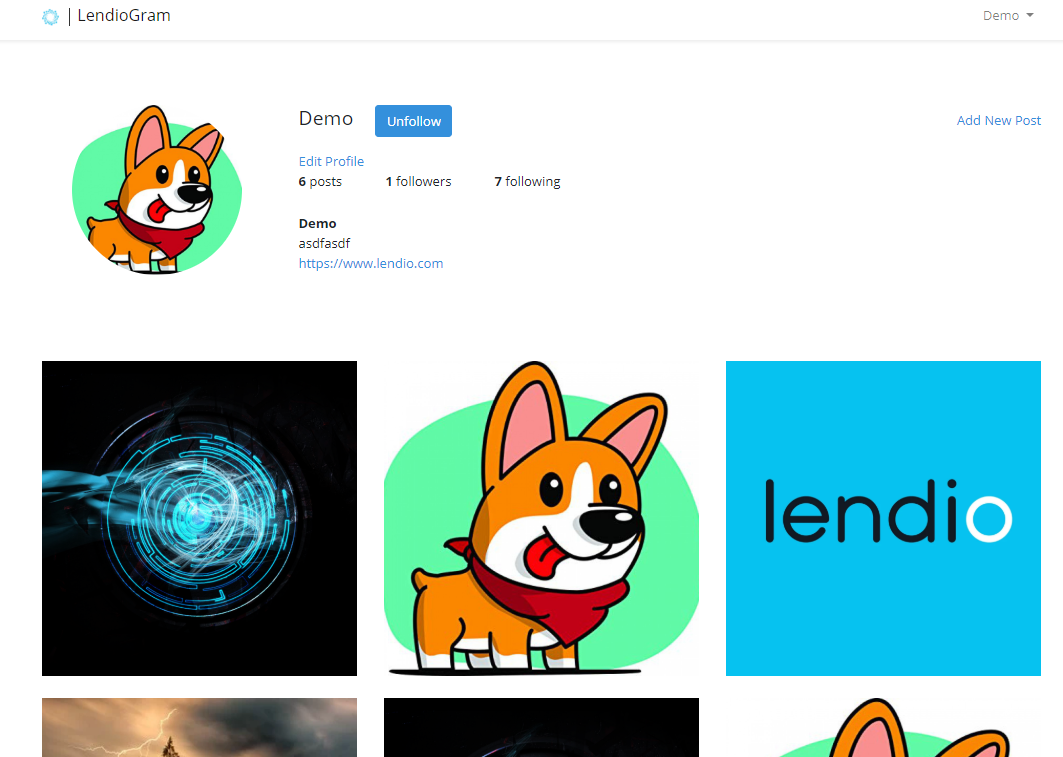 | LendioGram
Demo
Demo
Unfollow
Add New Post
Edit Profile
6 posts 1 followers 7 following
Demo
asdfasdf
https://www.lendio.com
lendio